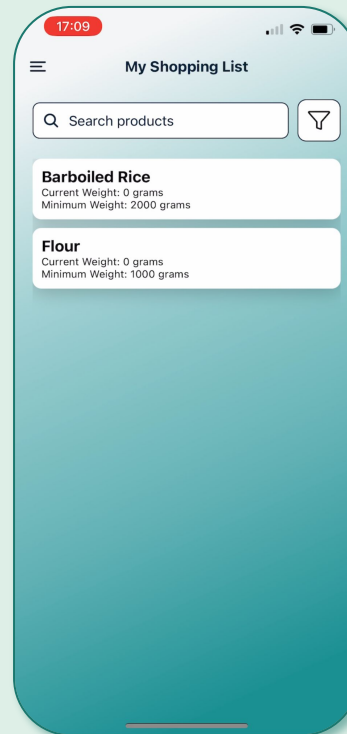 17:09
My Shopping List
Search products
Barboiled Rice
Current Weight: 0 grams
Minimum Weight: 2000 grams
Flour
Current Weight: 0 grams
Minimum Weight: 1000 grams